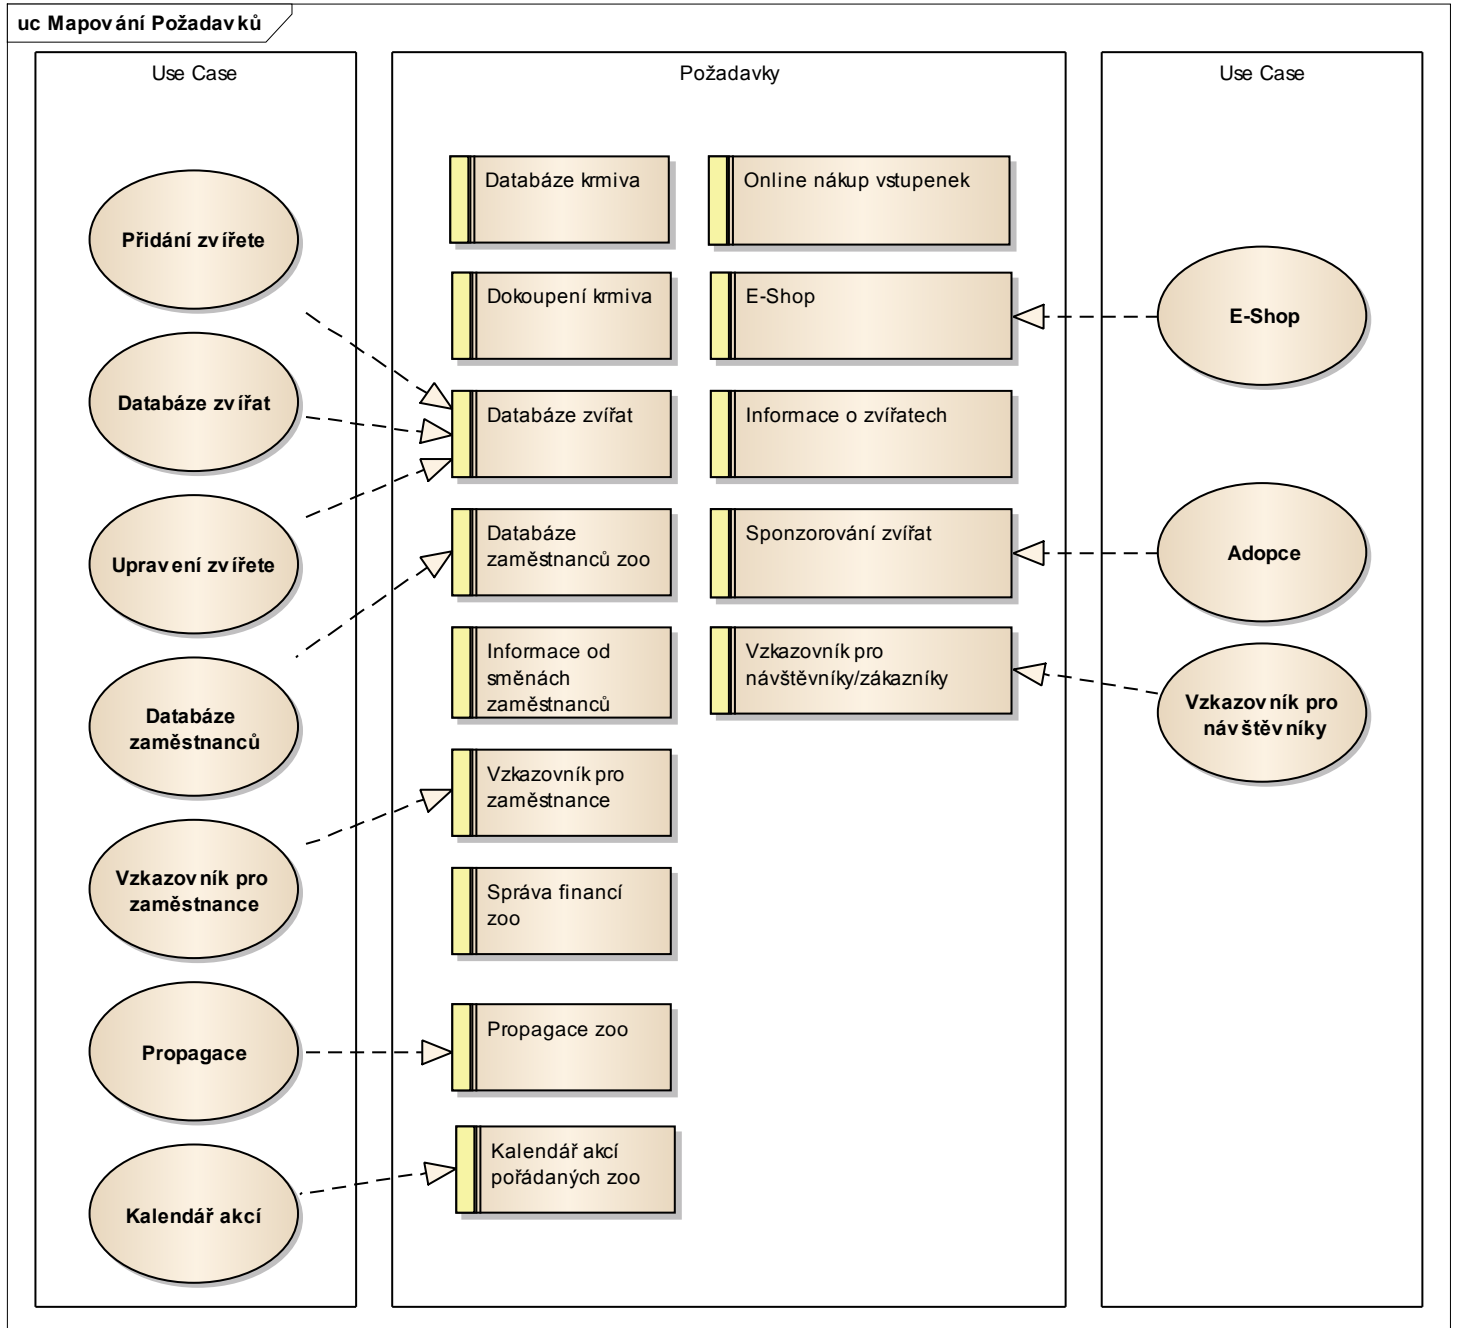 uc Mapování Požadavků
Use Case
Přidání zvířete
Databáze zvířat
Upravení zvířete
Databáze
zaměstnanců
Vzkazovník pro
zaměstnance
Propagace
Kalendář akcí
Požadavky
Databáze krmiva
Dokoupení krmiva
Databáze zvířat
Databáze
zaměstnanců zoo
Informace od
směnách
zaměstnanců
Vzkazovník pro
zaměstnance
Správa financí
zoo
Propagace zoo
Kalendář akcí
pořádaných zoo
Online nákup vstupenek
E-Shop
Informace o zvířatech
Sponzorování zvířat
Vzkazovník pro
návštěvníky/zákazníky
Use Case
E-Shop
Adopce
Vzkazovník pro
návštěvníky